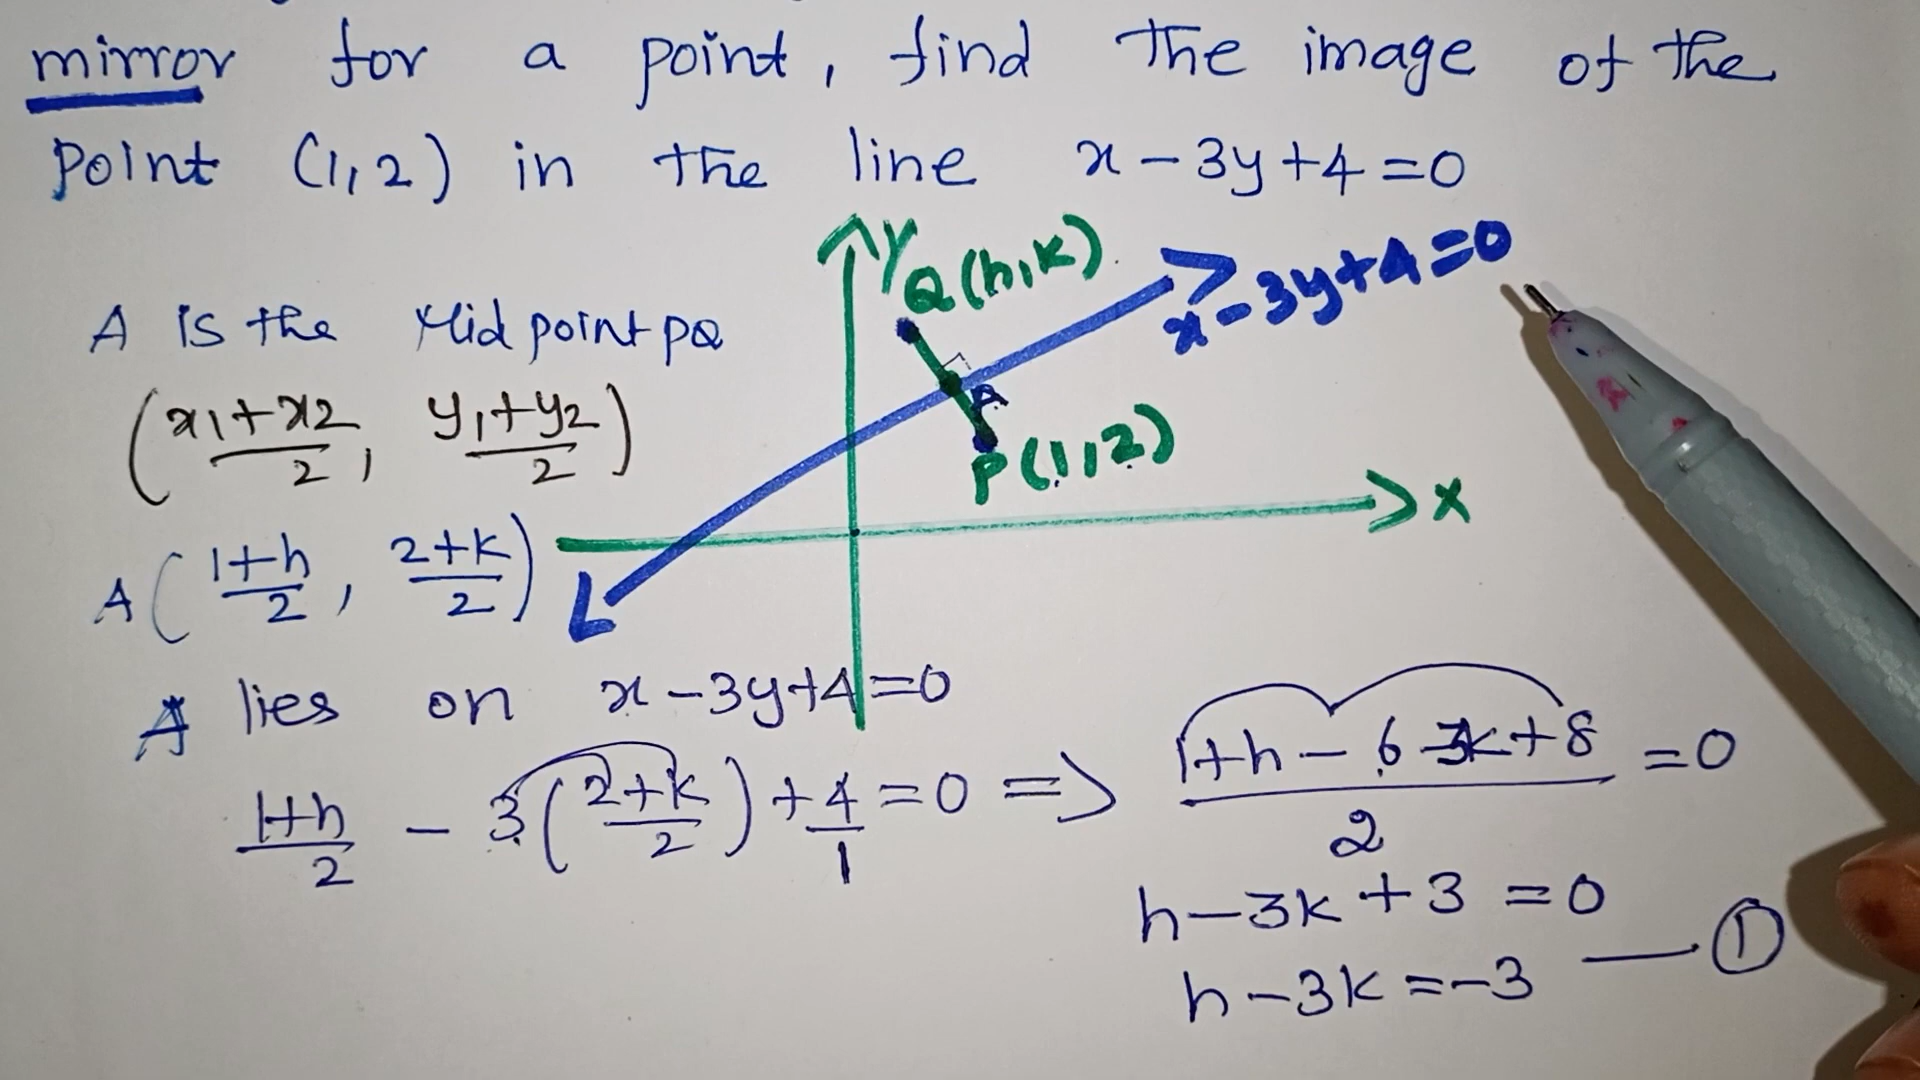 mirror for a point, find the image of the
point (1,2) in the line x-3y+4=0
Y
Q(h,k)
x-3y+4=0
A is the Midpoint PQ
(x1+x2/2, y1+y2/2)
A
P(1,2)
X
A(1+h/2, 2+k/2)
A lies on x-3y+4=0
1+h/2 - 3(2+k/2)+4/1=0 => 1+h-6-3k+8/2=0
h-3k+3=0
h-3k=-3 — 1